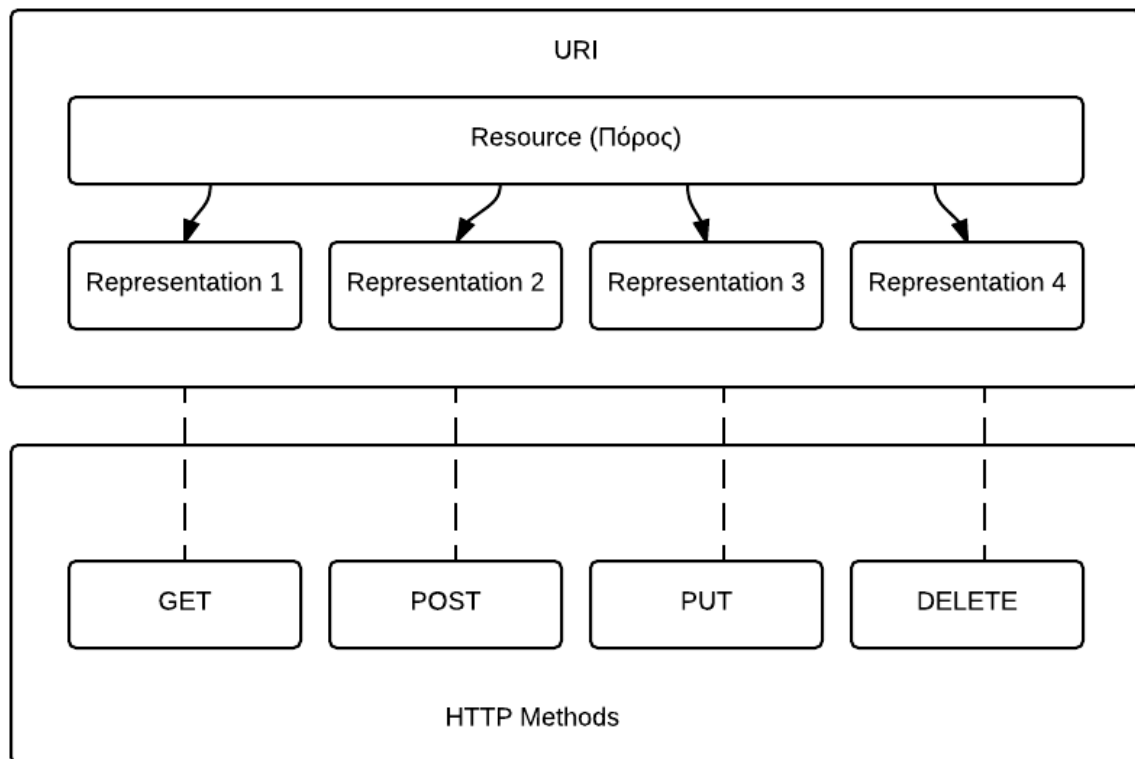 URI
Resource (Πόρος)
Representation 1
Representation 2
Representation 3
Representation 4
GET
POST
PUT
DELETE
HTTP Methods